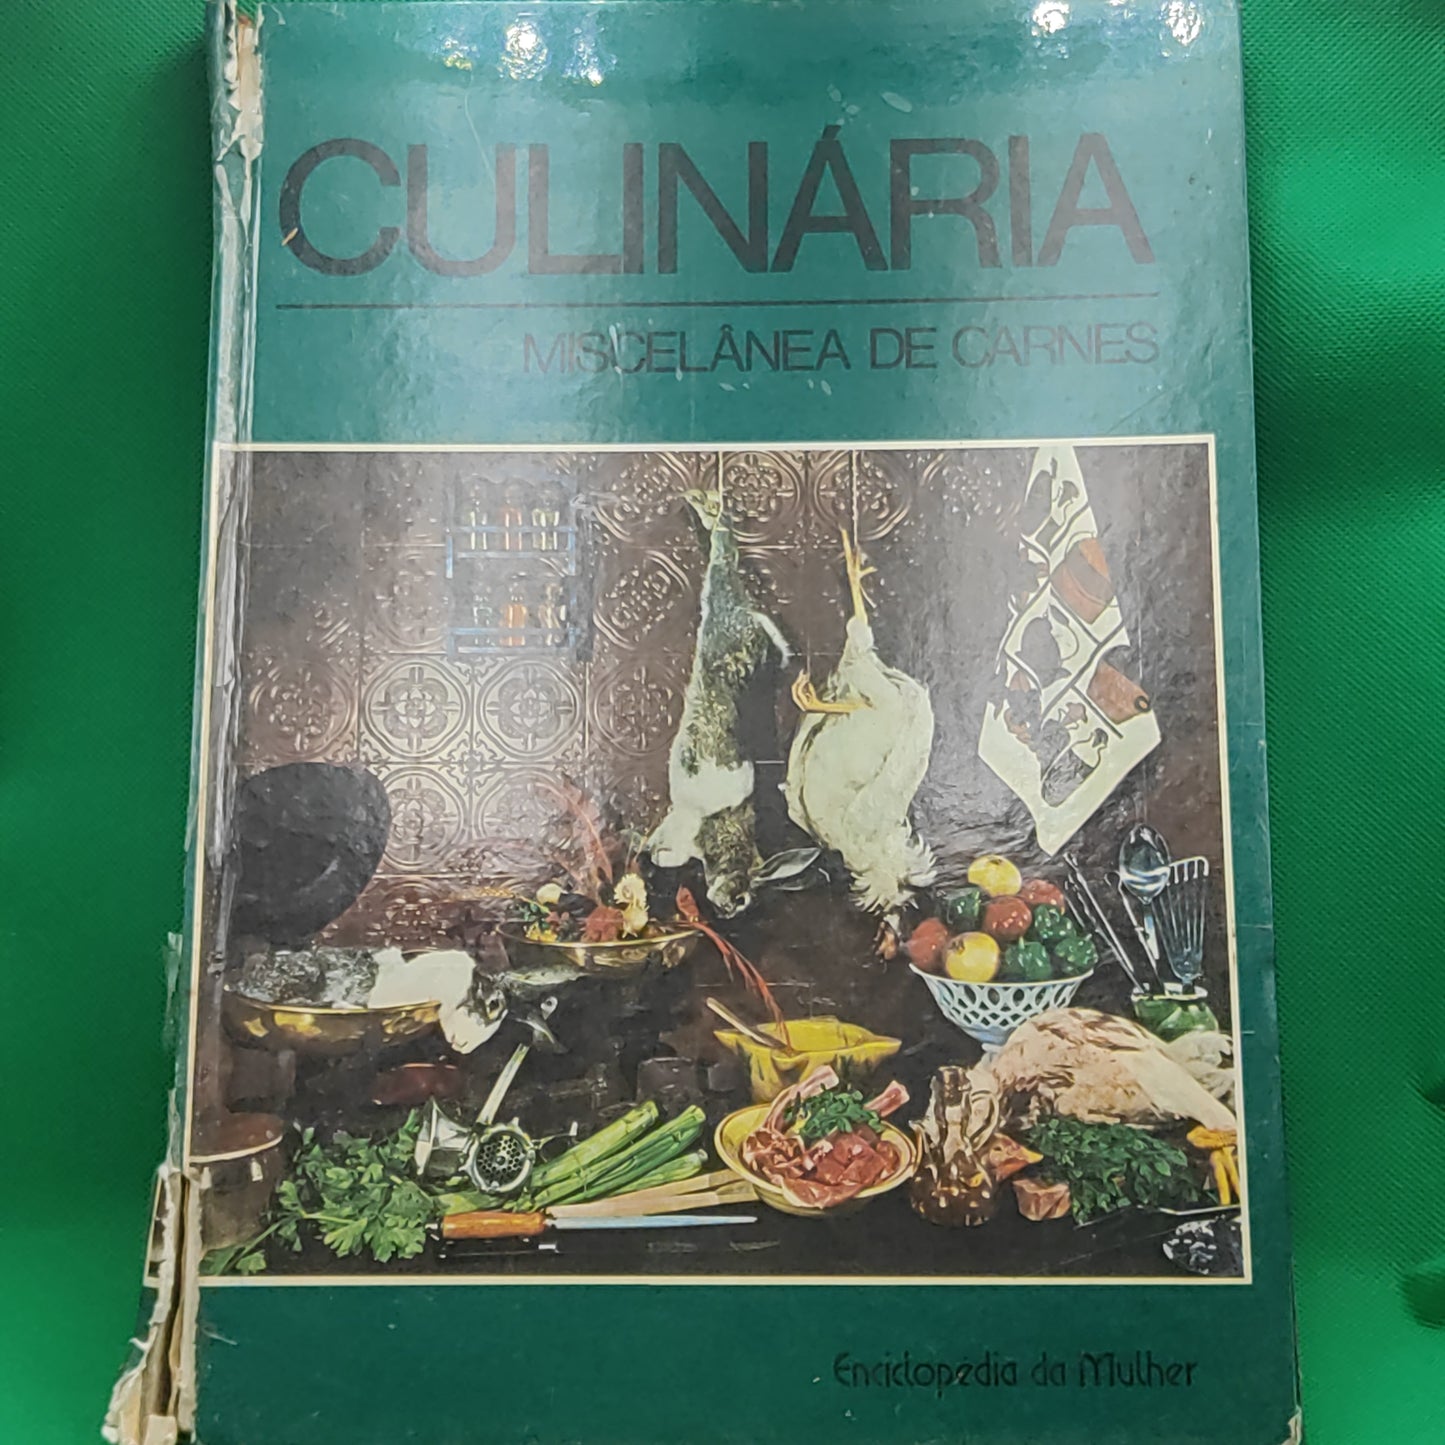 CULINÁRIA
MISCELÂNEA DE CARNES
Enciclopédia da Mulher